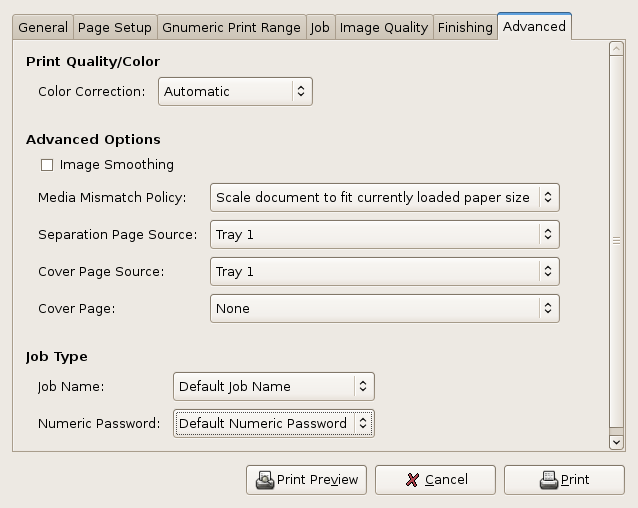 General Page Setup Gnumeric Print Range Job Image Quality Finishing Advanced
Print Quality/Color
Color Correction: Automatic
Advanced Options
Image Smoothing
Media Mismatch Policy: Scale document to fit currently loaded paper size
Separation Page Source: Tray 1
Cover Page Source: Tray 1
Cover Page: None
Job Type
Job Name: Default Job Name
Numeric Password: Default Numeric Password
Print Preview Cancel Print